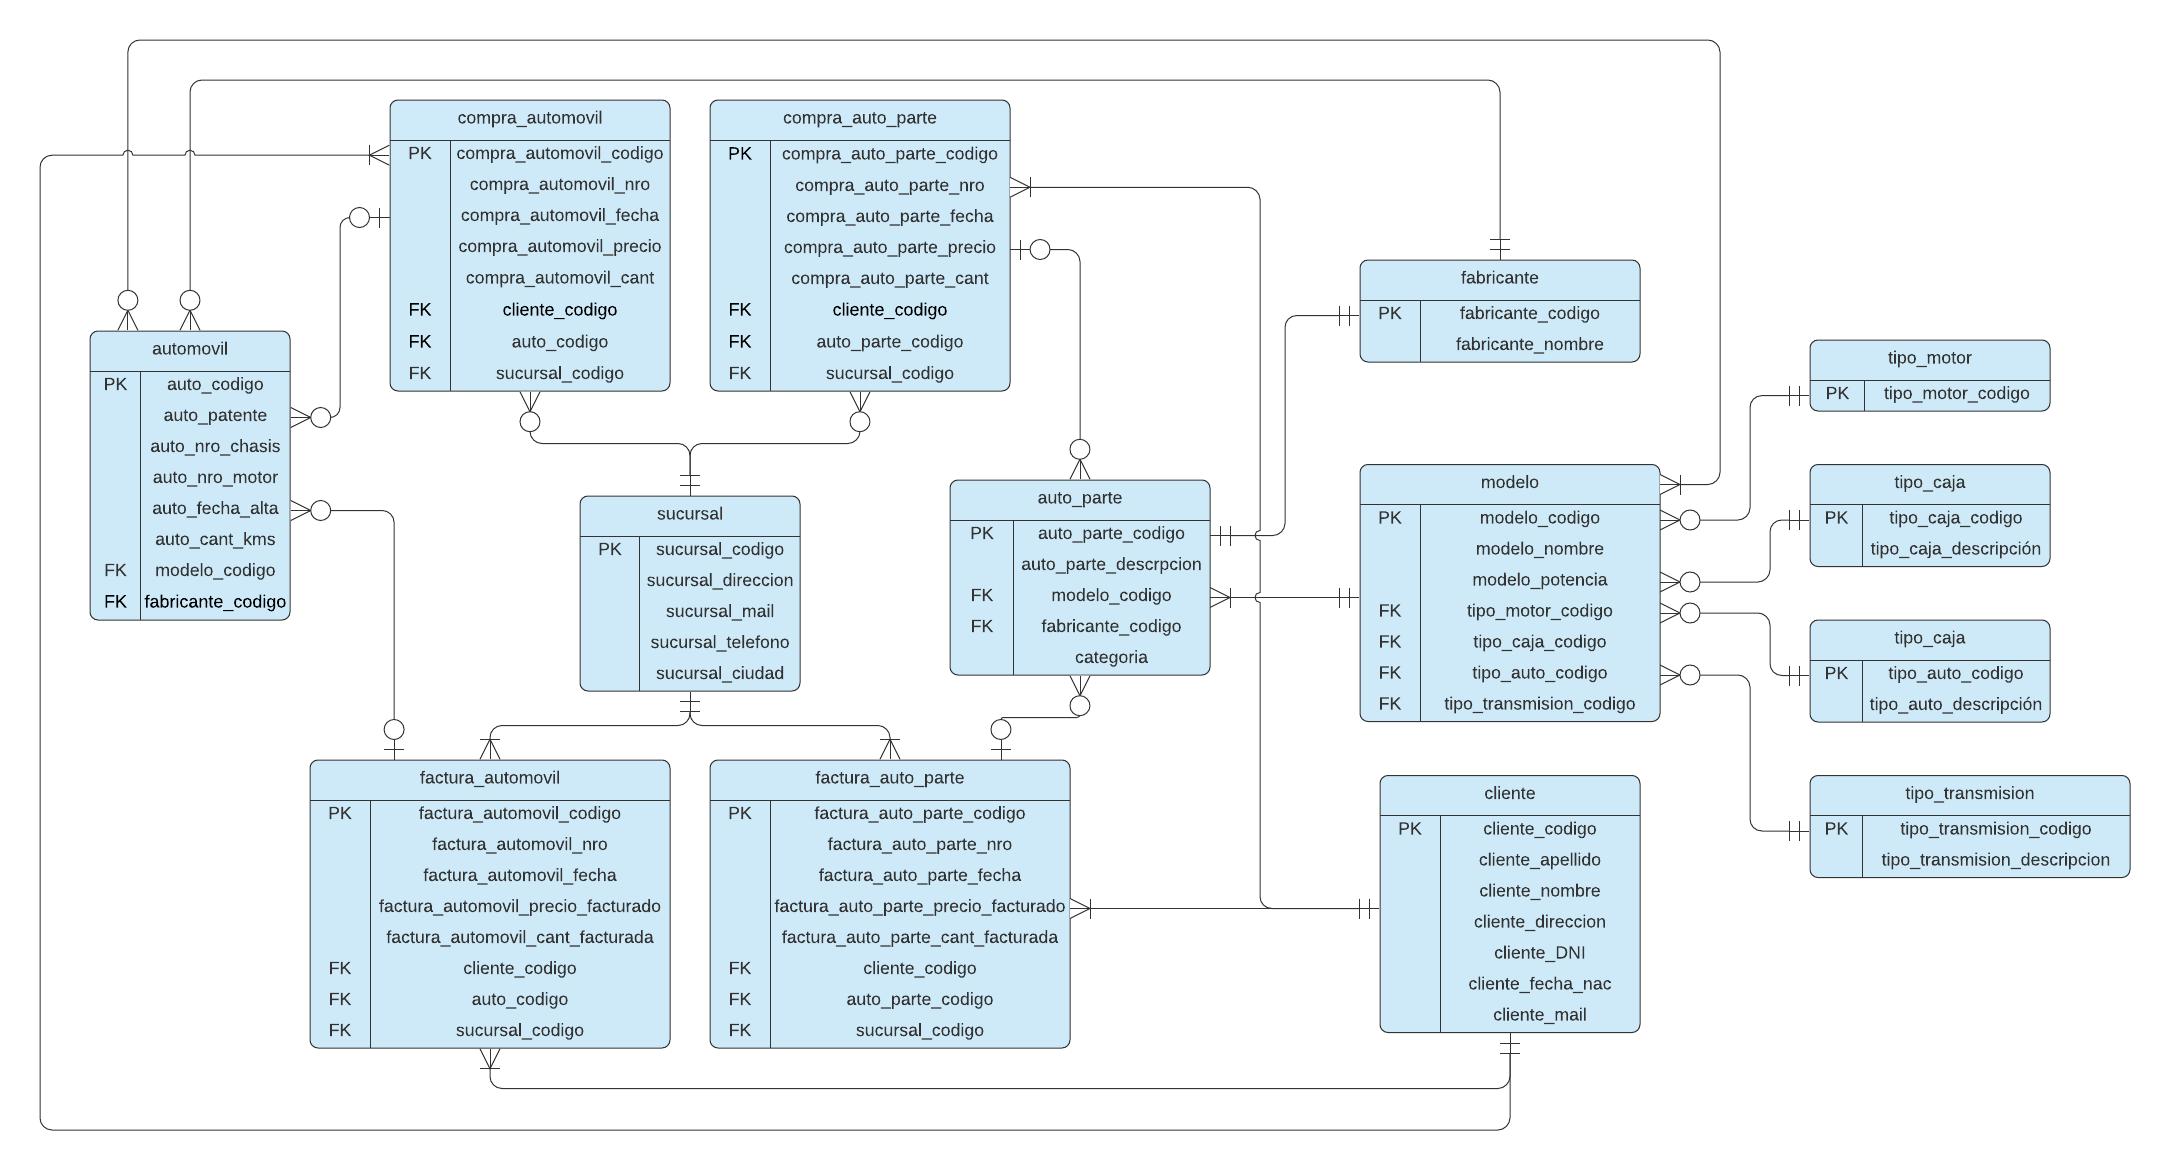 compra_automovil
PK compra_automovil_codigo
compra_automovil_nro
compra_automovil_fecha
compra_automovil_precio
compra_automovil_cant
FK cliente_codigo
FK auto_codigo
FK sucursal_codigo
compra_auto_parte
PK compra_auto_parte_codigo
compra_auto_parte_nro
compra_auto_parte_fecha
compra_auto_parte_precio
compra_auto_parte_cant
FK cliente_codigo
FK auto_parte_codigo
FK sucursal_codigo
fabricante
PK fabricante_codigo
fabricante_nombre
automovil
PK auto_codigo
auto_patente
auto_nro_chasis
auto_nro_motor
auto_fecha_alta
auto_cant_kms
FK modelo_codigo
FK fabricante_codigo
tipo_motor
PK tipo_motor_codigo
sucursal
PK sucursal_codigo
sucursal_direccion
sucursal_mail
sucursal_telefono
sucursal_ciudad
auto_parte
PK auto_parte_codigo
auto_parte_descrpcion
FK modelo_codigo
FK fabricante_codigo
categoria
modelo
PK modelo_codigo
modelo_nombre
modelo_potencia
FK tipo_motor_codigo
FK tipo_caja_codigo
FK tipo_auto_codigo
FK tipo_transmision_codigo
tipo_caja
PK tipo_caja_codigo
tipo_caja_descripción
tipo_caja
PK tipo_auto_codigo
tipo_auto_descripción
factura_automovil
PK factura_automovil_codigo
factura_automovil_nro
factura_automovil_fecha
factura_automovil_precio_facturado
factura_automovil_cant_facturada
FK cliente_codigo
FK auto_codigo
FK sucursal_codigo
factura_auto_parte
PK factura_auto_parte_codigo
factura_auto_parte_nro
factura_auto_parte_fecha
factura_auto_parte_precio_facturado
factura_auto_parte_cant_facturada
FK cliente_codigo
FK auto_parte_codigo
FK sucursal_codigo
cliente
PK cliente_codigo
cliente_apellido
cliente_nombre
cliente_direccion
cliente_DNI
cliente_fecha_nac
cliente_mail
tipo_transmision
PK tipo_transmision_codigo
tipo_transmision_descripcion